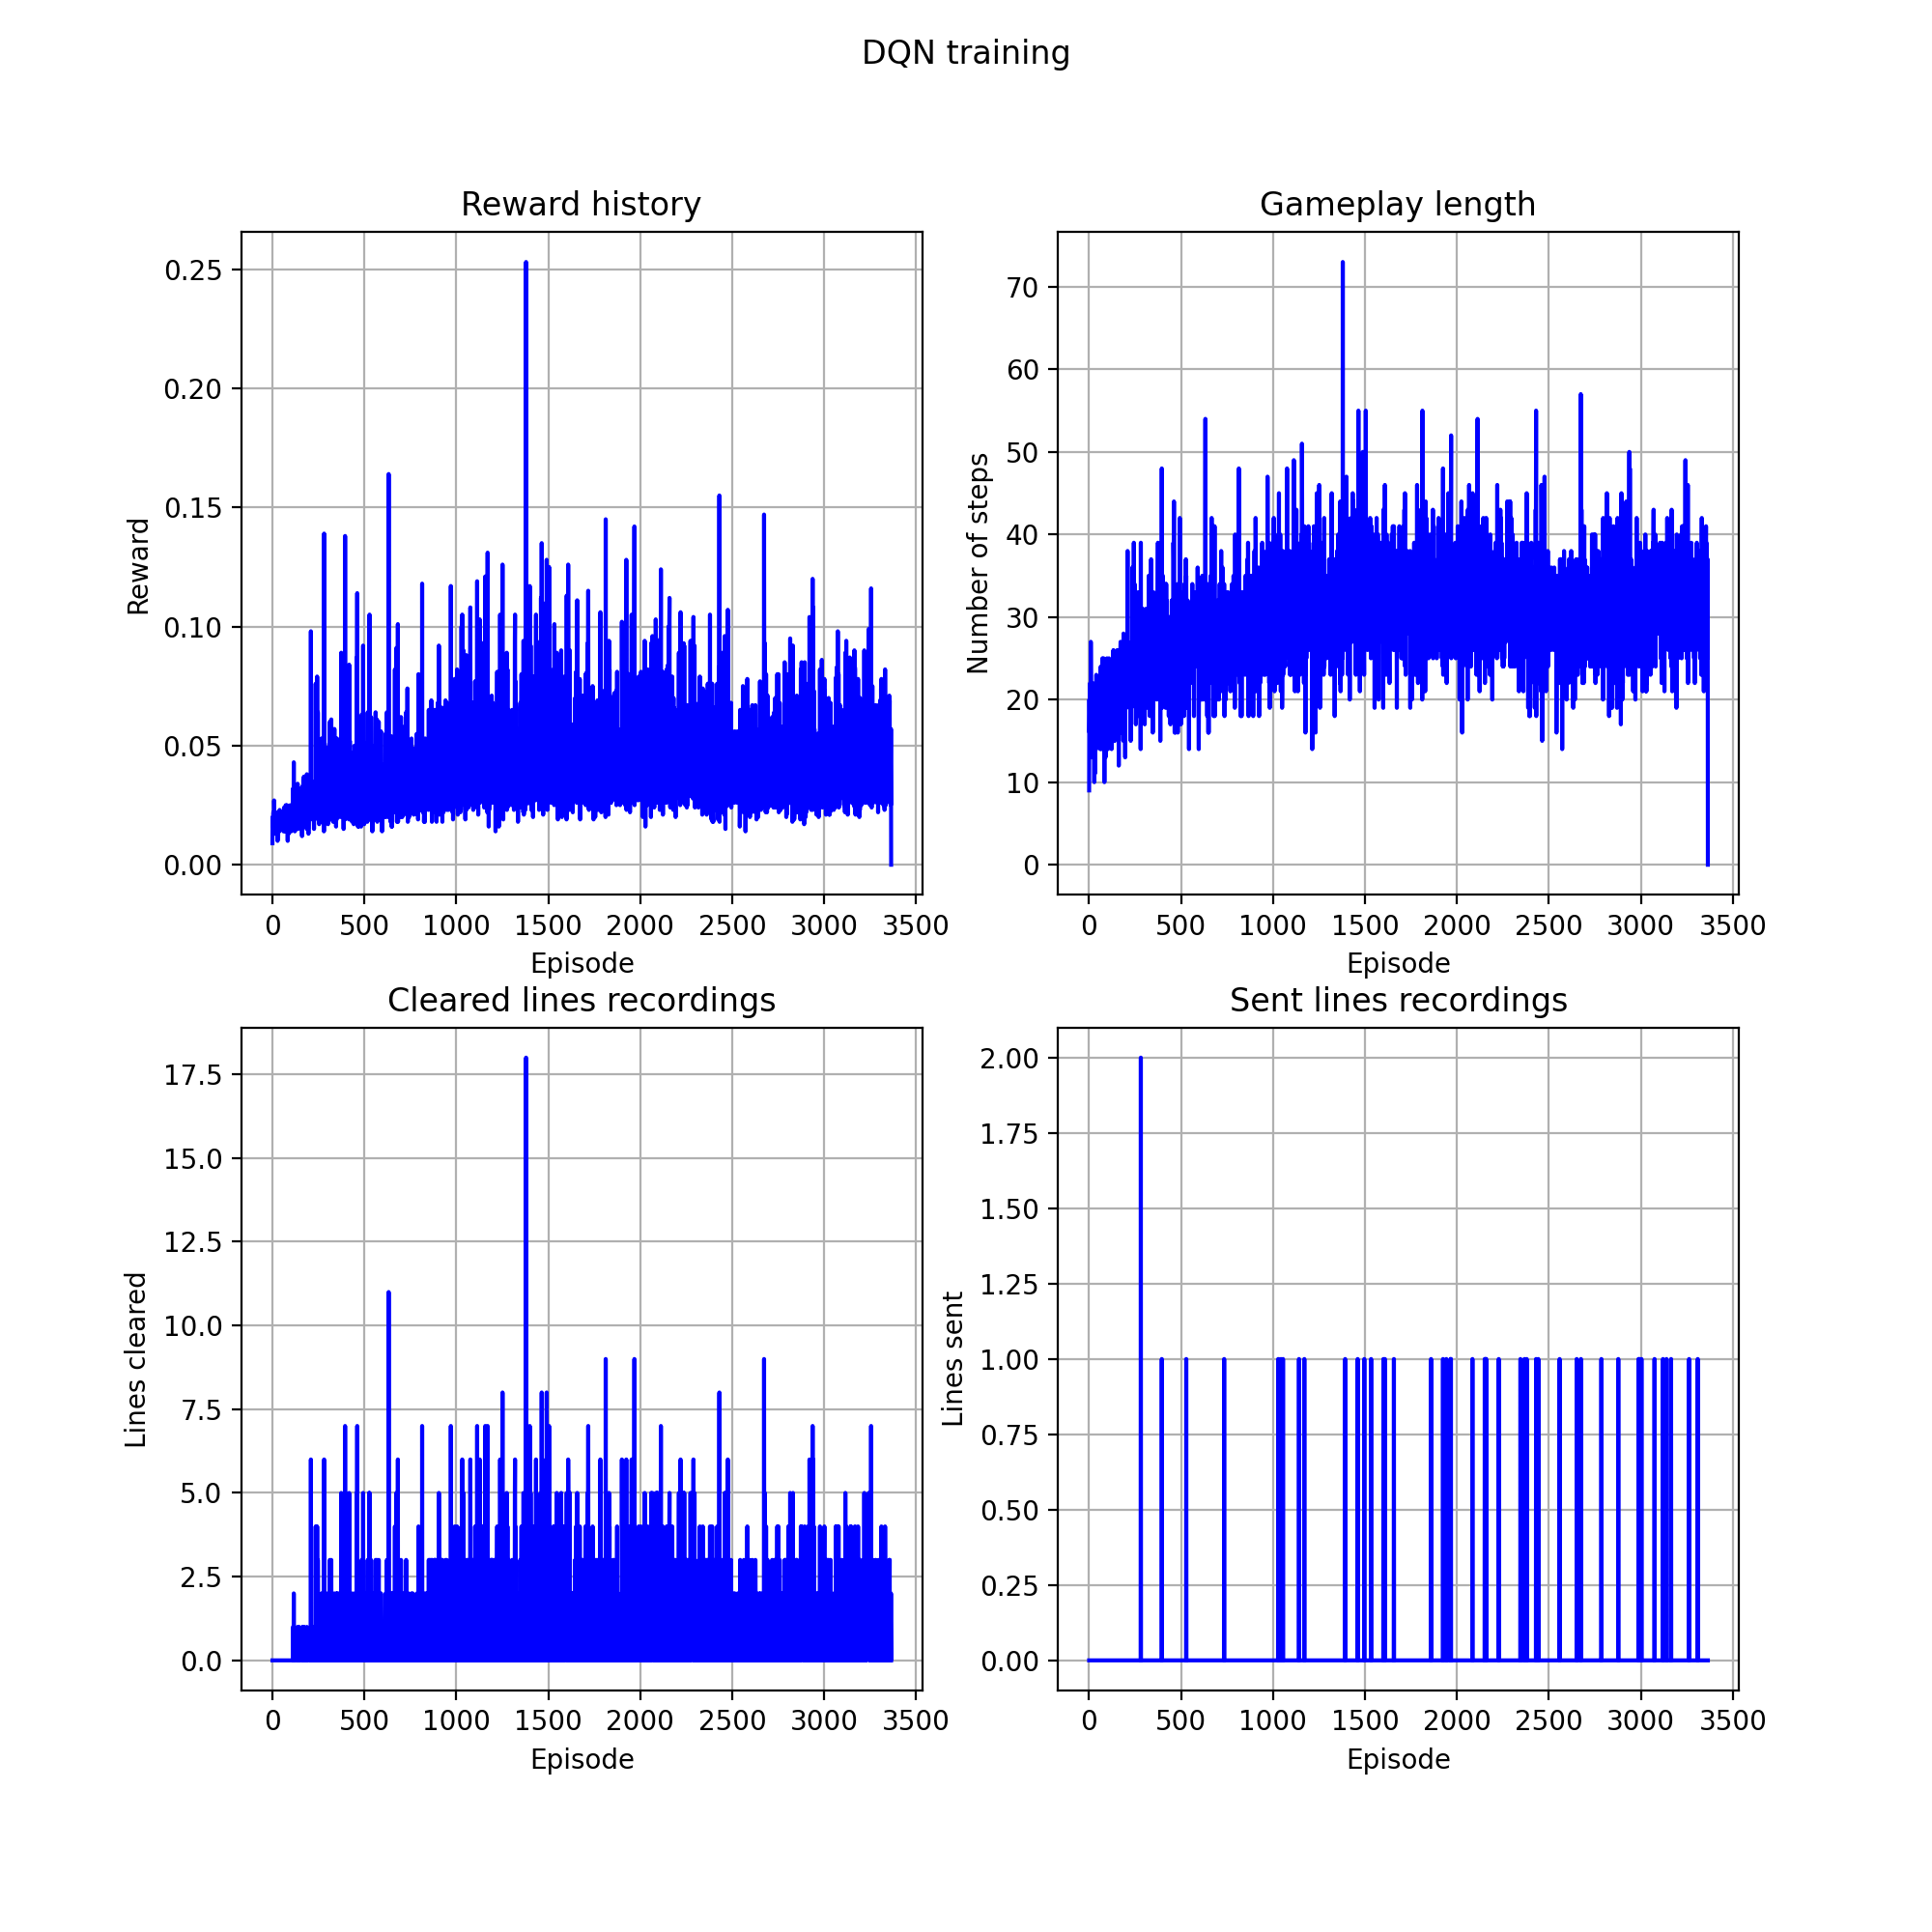 DQN training
Reward history
Reward
0.25
0.20
0.15
0.10
0.05
0.00
0 500 1000 1500 2000 2500 3000 3500
Episode
Gameplay length
Number of steps
70
60
50
40
30
20
10
0
0 500 1000 1500 2000 2500 3000 3500
Episode
Cleared lines recordings
Lines cleared
17.5
15.0
12.5
10.0
7.5
5.0
2.5
0.0
0 500 1000 1500 2000 2500 3000 3500
Episode
Sent lines recordings
Lines sent
2.00
1.75
1.50
1.25
1.00
0.75
0.50
0.25
0.00
0 500 1000 1500 2000 2500 3000 3500
Episode